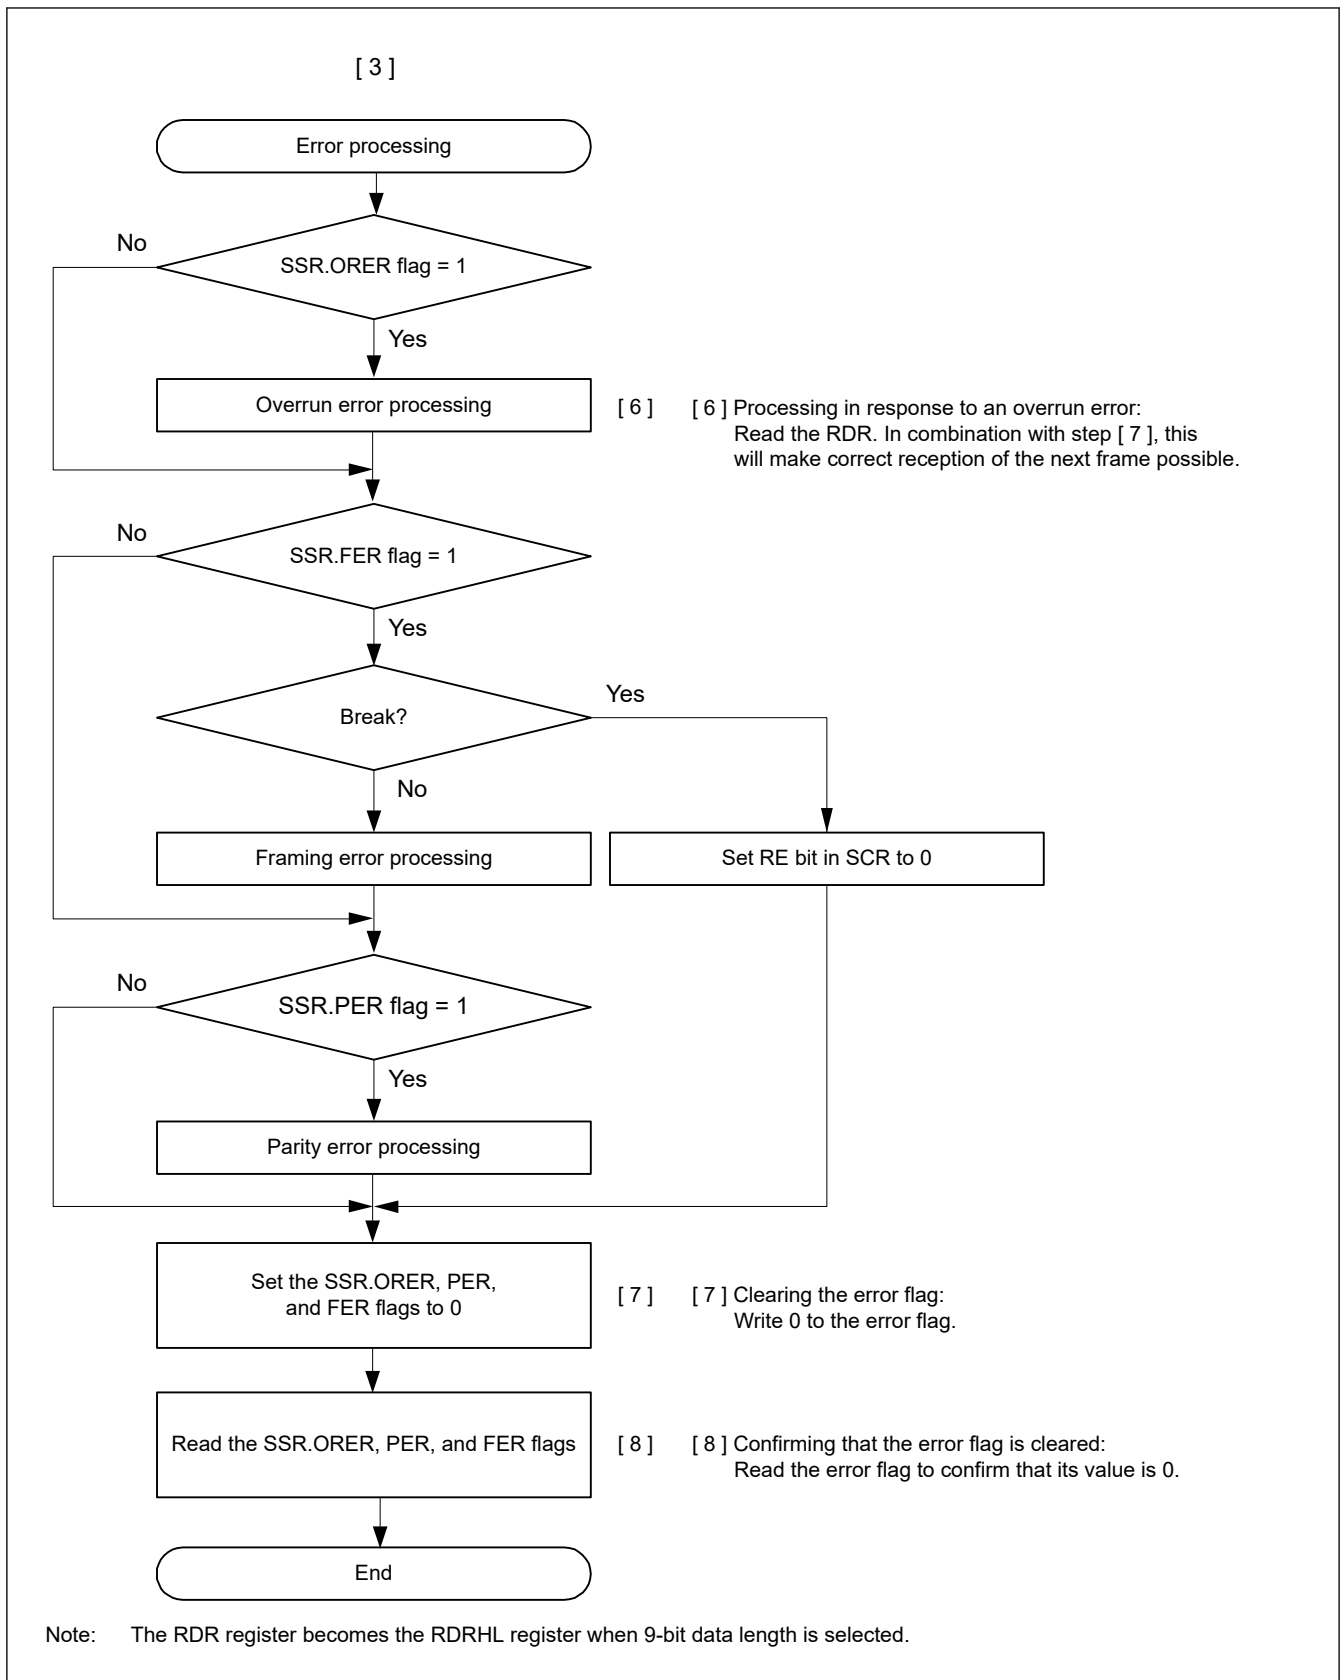 [ 3 ]
Error processing
No
SSR.ORER flag = 1
Yes
Overrun error processing
[ 6 ]
[ 6 ] Processing in response to an overrun error:
Read the RDR. In combination with step [ 7 ], this
will make correct reception of the next frame possible.
No
SSR.FER flag = 1
Yes
Break?
Yes
No
Framing error processing
Set RE bit in SCR to 0
No
SSR.PER flag = 1
Yes
Parity error processing
Set the SSR.ORER, PER,
and FER flags to 0
[ 7 ]
[ 7 ] Clearing the error flag:
Write 0 to the error flag.
Read the SSR.ORER, PER, and FER flags
[ 8 ]
[ 8 ] Confirming that the error flag is cleared:
Read the error flag to confirm that its value is 0.
End
Note: The RDR register becomes the RDRHL register when 9-bit data length is selected.